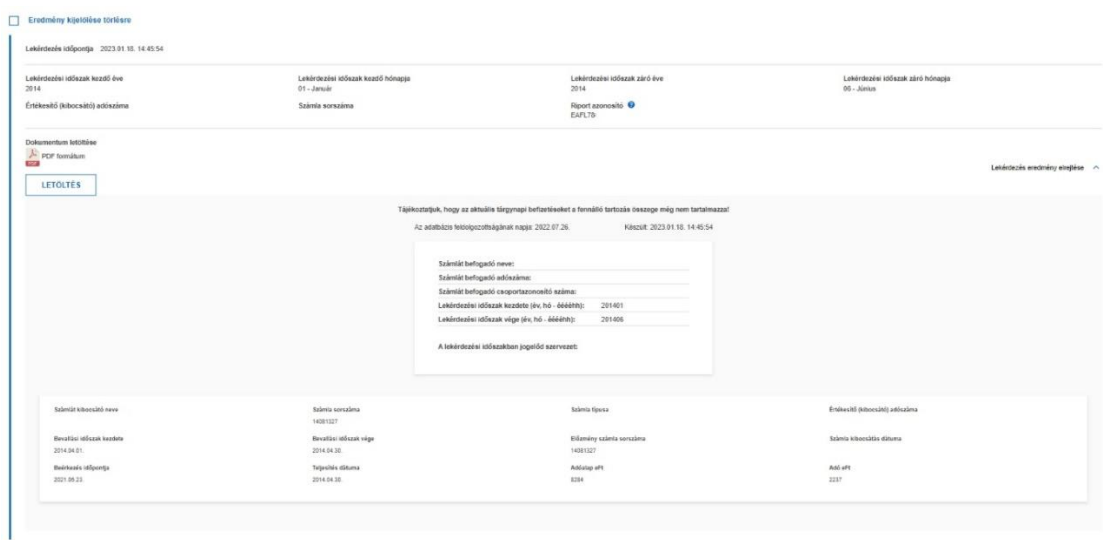 Eredmény kijelölése törlésre
Lekérdezés időpontja 2023.01.18. 14:45:54
Lekérdezési időszak kezdő éve Lekérdezési időszak kezdő hónapja Lekérdezési időszak záró éve Lekérdezési időszak záró hónapja
2014 01 - Január 2014 06 - Június
Értékesítő (kibocsátó) adószáma Számla sorszáma Riport azonosító ?
EAFL78
Dokumentum letöltése
PDF formátum
Lekérdezés eredmény elrejtése
LETÖLTÉS
Tájékoztatjuk, hogy az aktuális tárgynapi befizetéseket a fennálló tartozás összege még nem tartalmazza!
Az adatbázis feldolgozottságának napja: 2022.07.26. Készült: 2023.01.18. 14:45:54
Számlát befogadó neve:
Számlát befogadó adószáma:
Számlát befogadó csoportazonosító száma:
Lekérdezési időszak kezdete (év, hó - ééééhh): 201401
Lekérdezési időszak vége (év, hó - ééééhh): 201406
A lekérdezési időszakban jogelőd szervezet:
Számlát kibocsátó neve Számla sorszáma Számla típusa Értékesítő (kibocsátó) adószáma
14081327
Bevallási időszak kezdete Bevallási időszak vége Előzmény számla sorszáma Számla kibocsátás dátuma
2014.04.01. 2014.04.30. 14081327
Beérkezés időpontja Teljesítés dátuma Adóalap eFt Adó eFt
2021.06.23. 2014.04.30. 8284 2237